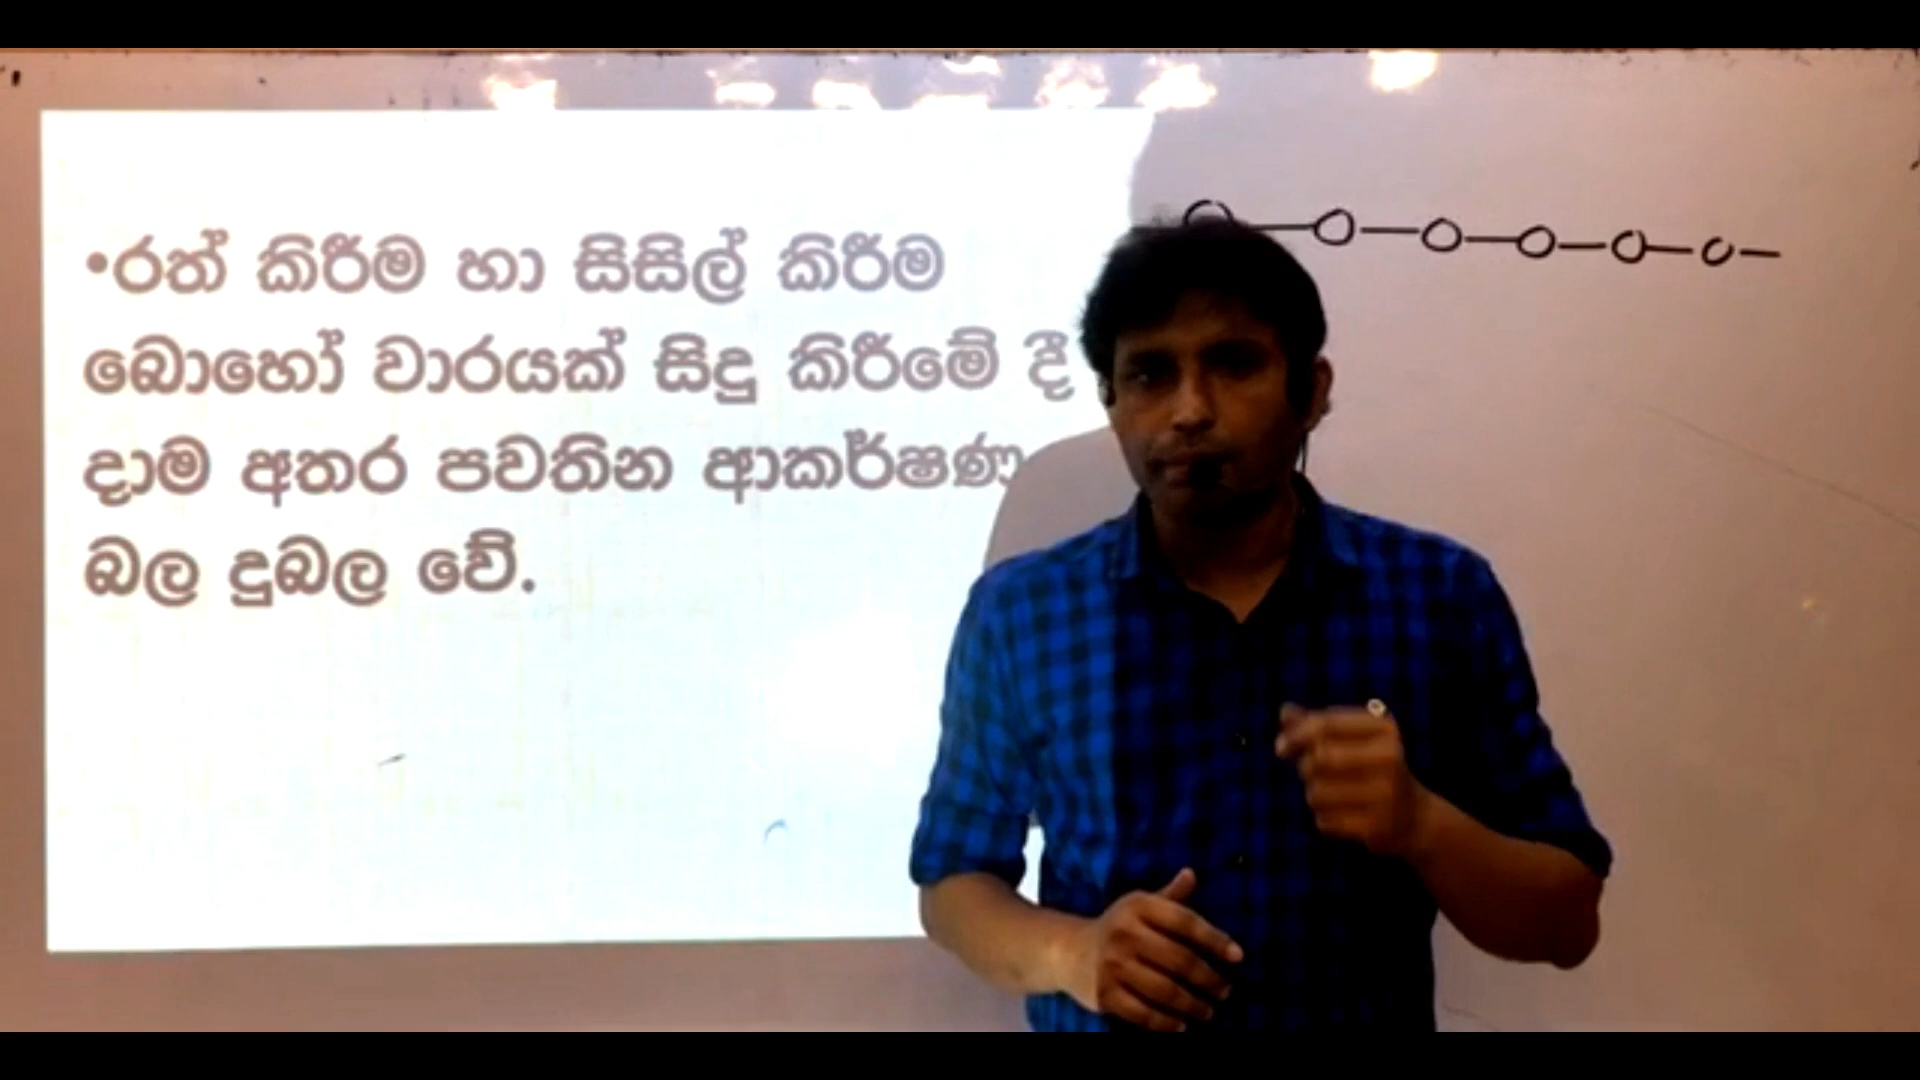 •රත් කිරීම හා සිසිල් කිරීම
බොහෝ වාරයක් සිදු කිරීමේ දී
දාම අතර පවතින ආකර්ෂණ
බල දුබල වේ.